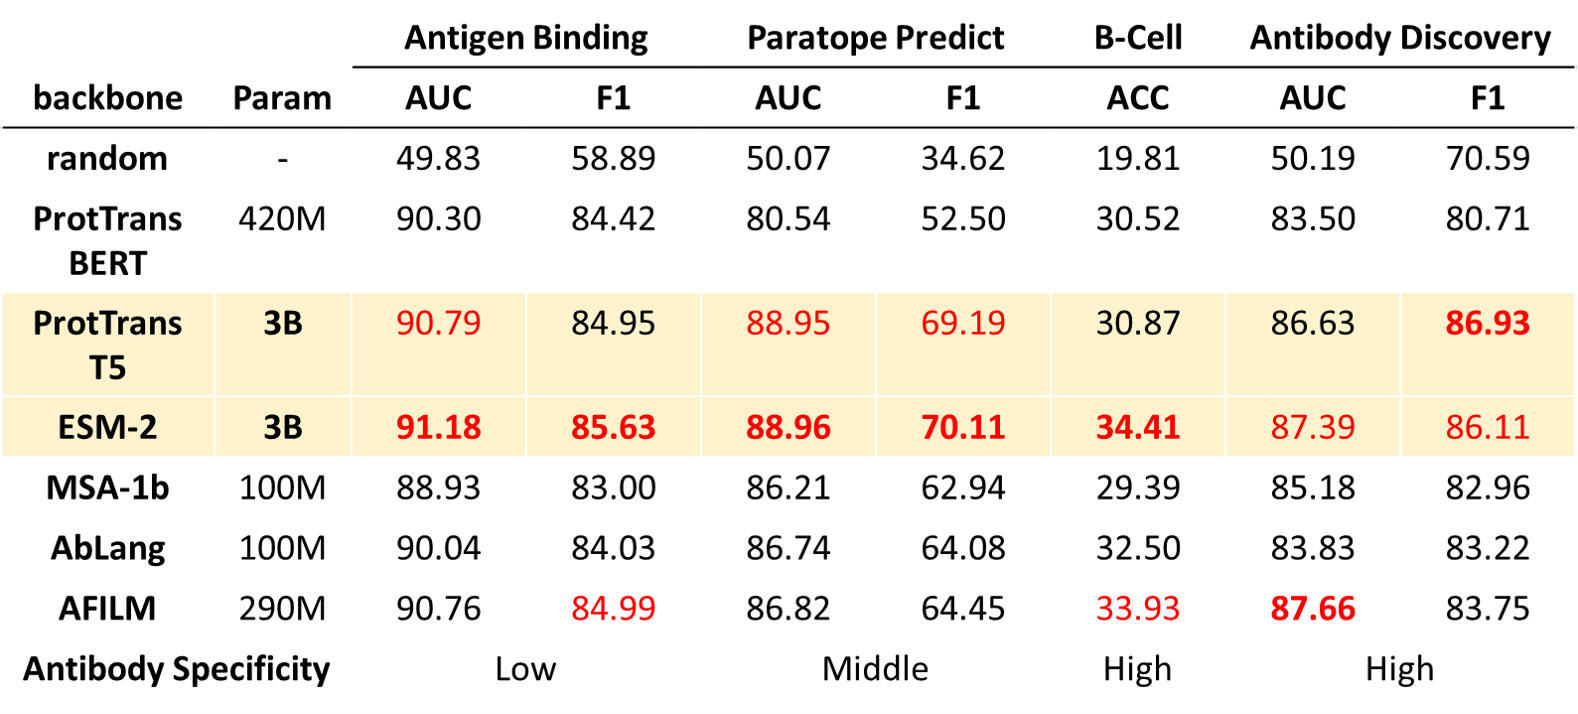 Antigen Binding Paratope Predict B-Cell Antibody Discovery
backbone Param AUC F1 AUC F1 ACC AUC F1
random - 49.83 58.89 50.07 34.62 19.81 50.19 70.59
ProtTrans 420M 90.30 84.42 80.54 52.50 30.52 83.50 80.71
BERT
ProtTrans 3B 90.79 84.95 88.95 69.19 30.87 86.63 86.93
T5
ESM-2 3B 91.18 85.63 88.96 70.11 34.41 87.39 86.11
MSA-1b 100M 88.93 83.00 86.21 62.94 29.39 85.18 82.96
AbLang 100M 90.04 84.03 86.74 64.08 32.50 83.83 83.22
AFILM 290M 90.76 84.99 86.82 64.45 33.93 87.66 83.75
Antibody Specificity Low Middle High High